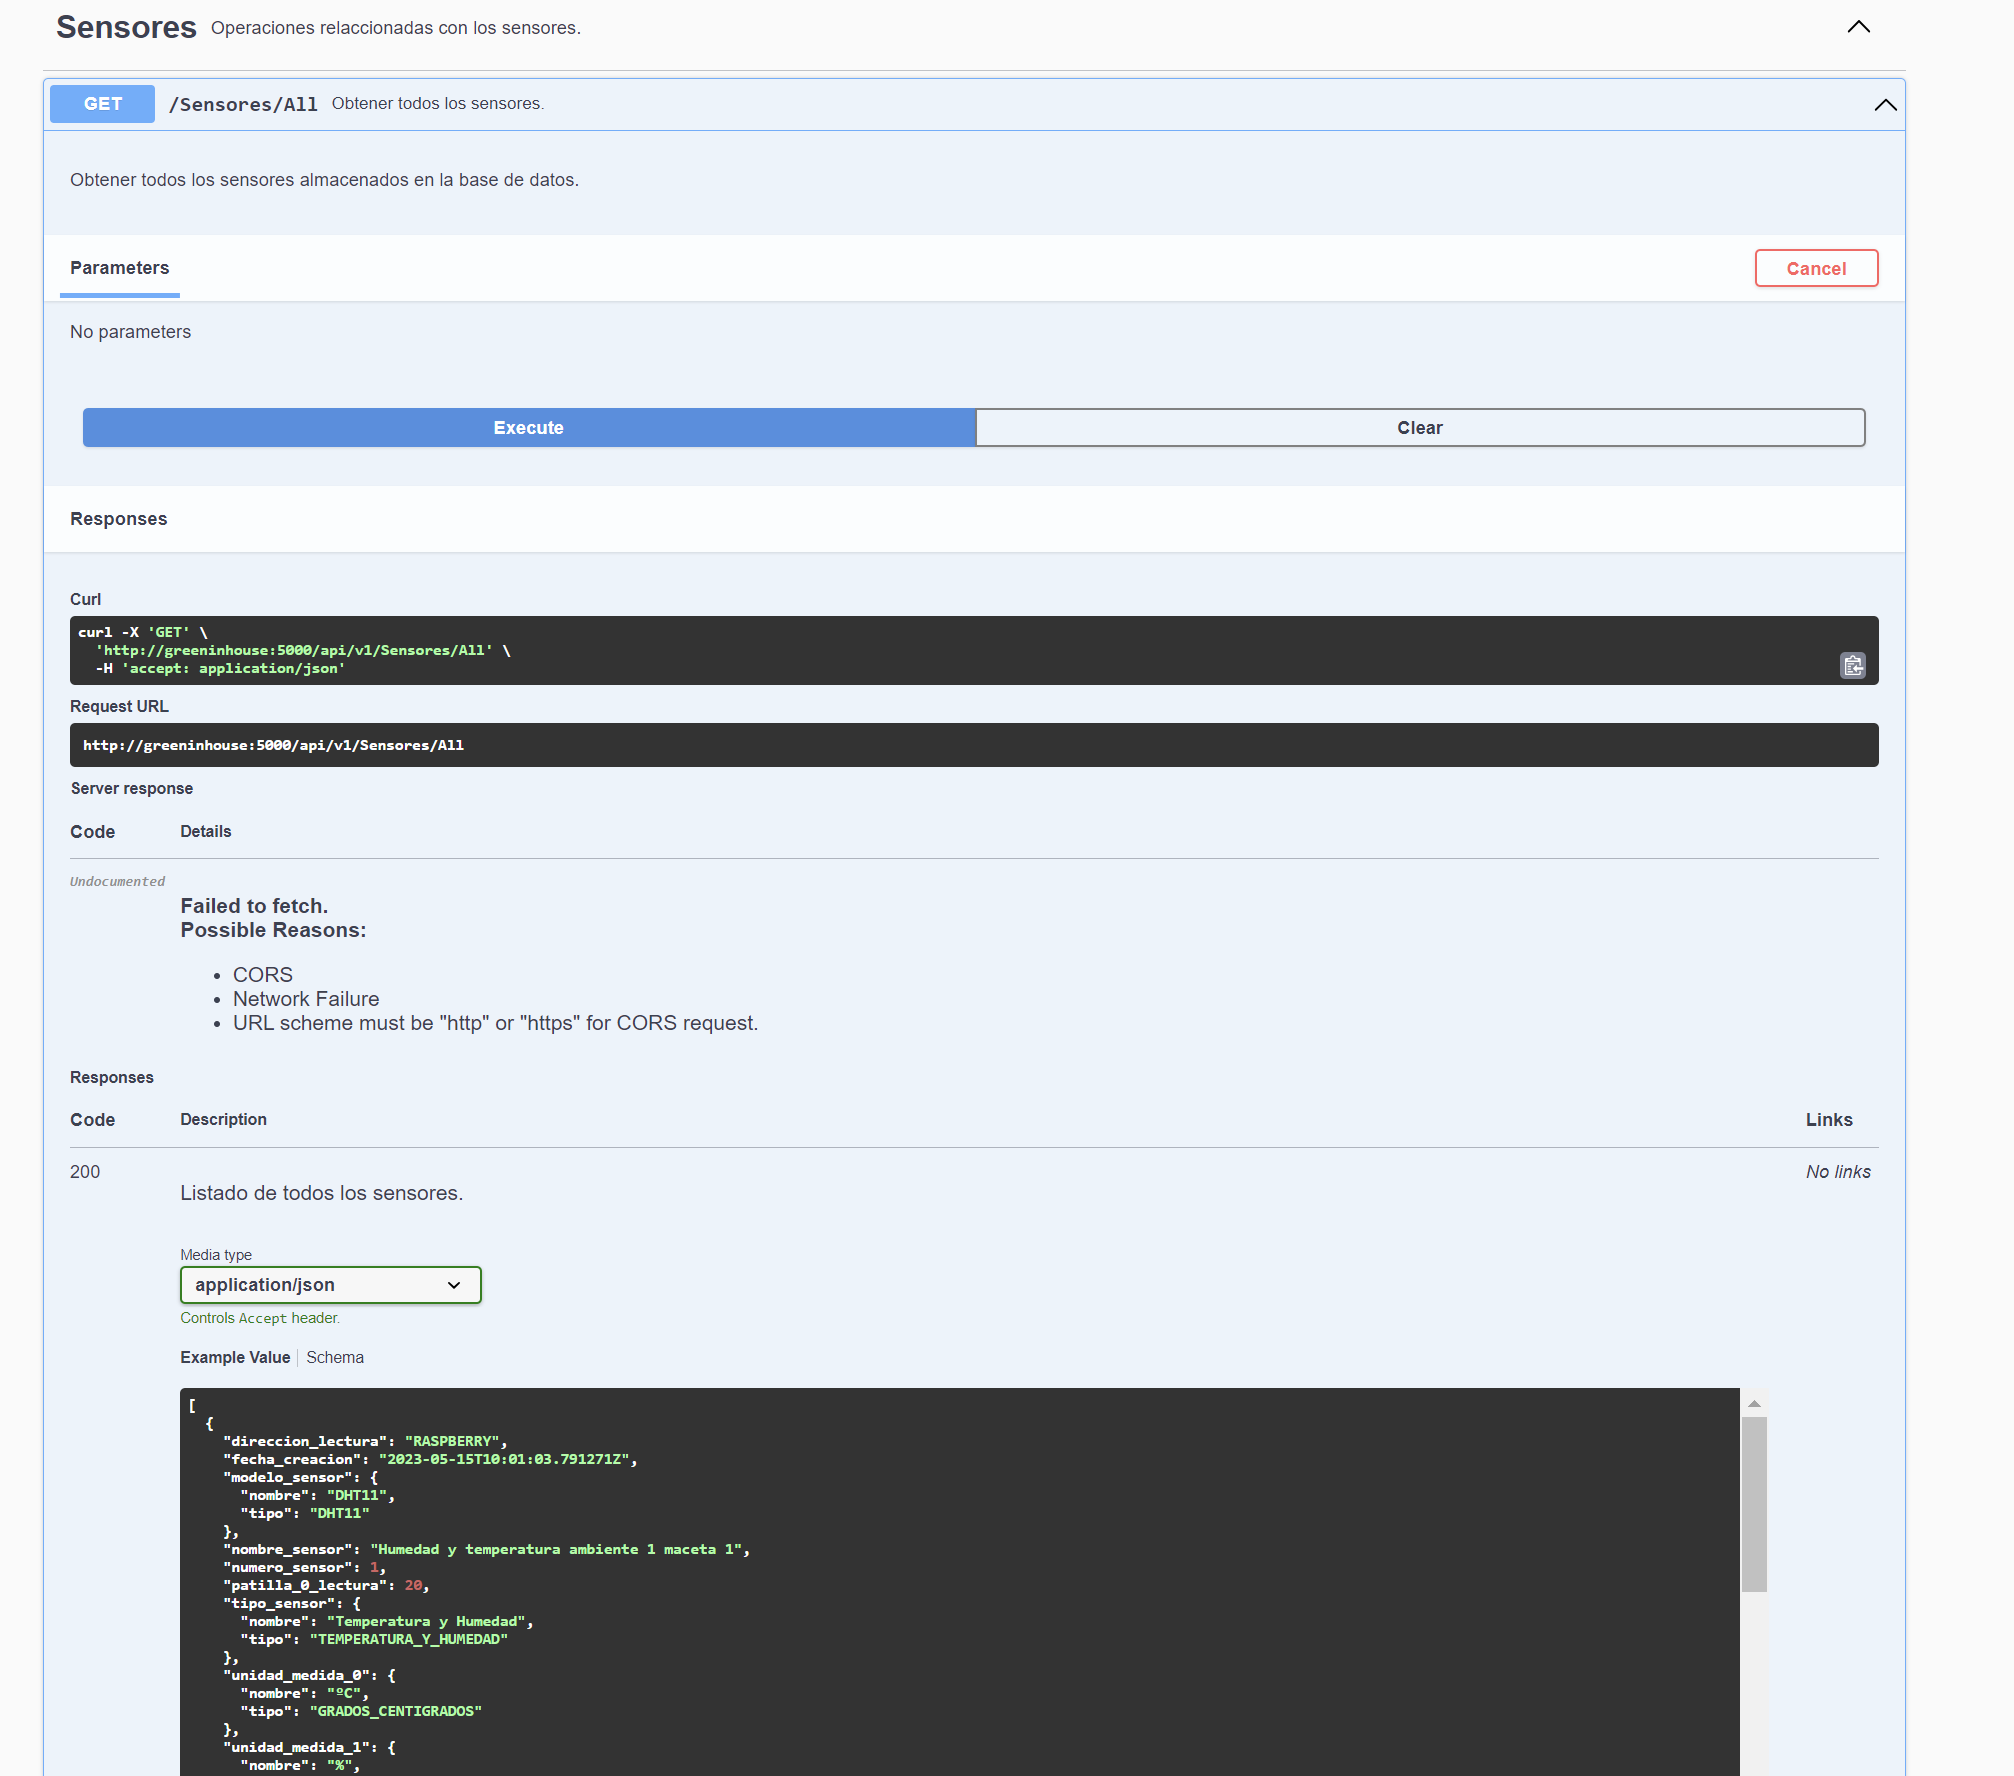 Sensores Operaciones relaccionadas con los sensores.
GET /Sensores/All Obtener todos los sensores.
Obtener todos los sensores almacenados en la base de datos.
Parameters Cancel
No parameters
Execute Clear
Responses
Curl
curl -X 'GET' \
'http://greeninhouse:5000/api/v1/Sensores/All' \
-H 'accept: application/json'
Request URL
http://greeninhouse:5000/api/v1/Sensores/All
Server response
Code Details
Undocumented
Failed to fetch.
Possible Reasons:
• CORS
• Network Failure
• URL scheme must be "http" or "https" for CORS request.
Responses
Code Description Links
200 No links
Listado de todos los sensores.
Media type
application/json
Controls Accept header.
Example Value Schema
[
{
"direccion_lectura": "RASPBERRY",
"fecha_creacion": "2023-05-15T10:01:03.791271Z",
"modelo_sensor": {
"nombre": "DHT11",
"tipo": "DHT11"
},
"nombre_sensor": "Humedad y temperatura ambiente 1 maceta 1",
"numero_sensor": 1,
"patilla_0_lectura": 20,
"tipo_sensor": {
"nombre": "Temperatura y Humedad",
"tipo": "TEMPERATURA_Y_HUMEDAD"
},
"unidad_medida_0": {
"nombre": "ºC",
"tipo": "GRADOS_CENTIGRADOS"
},
"unidad_medida_1": {
"nombre": "%",